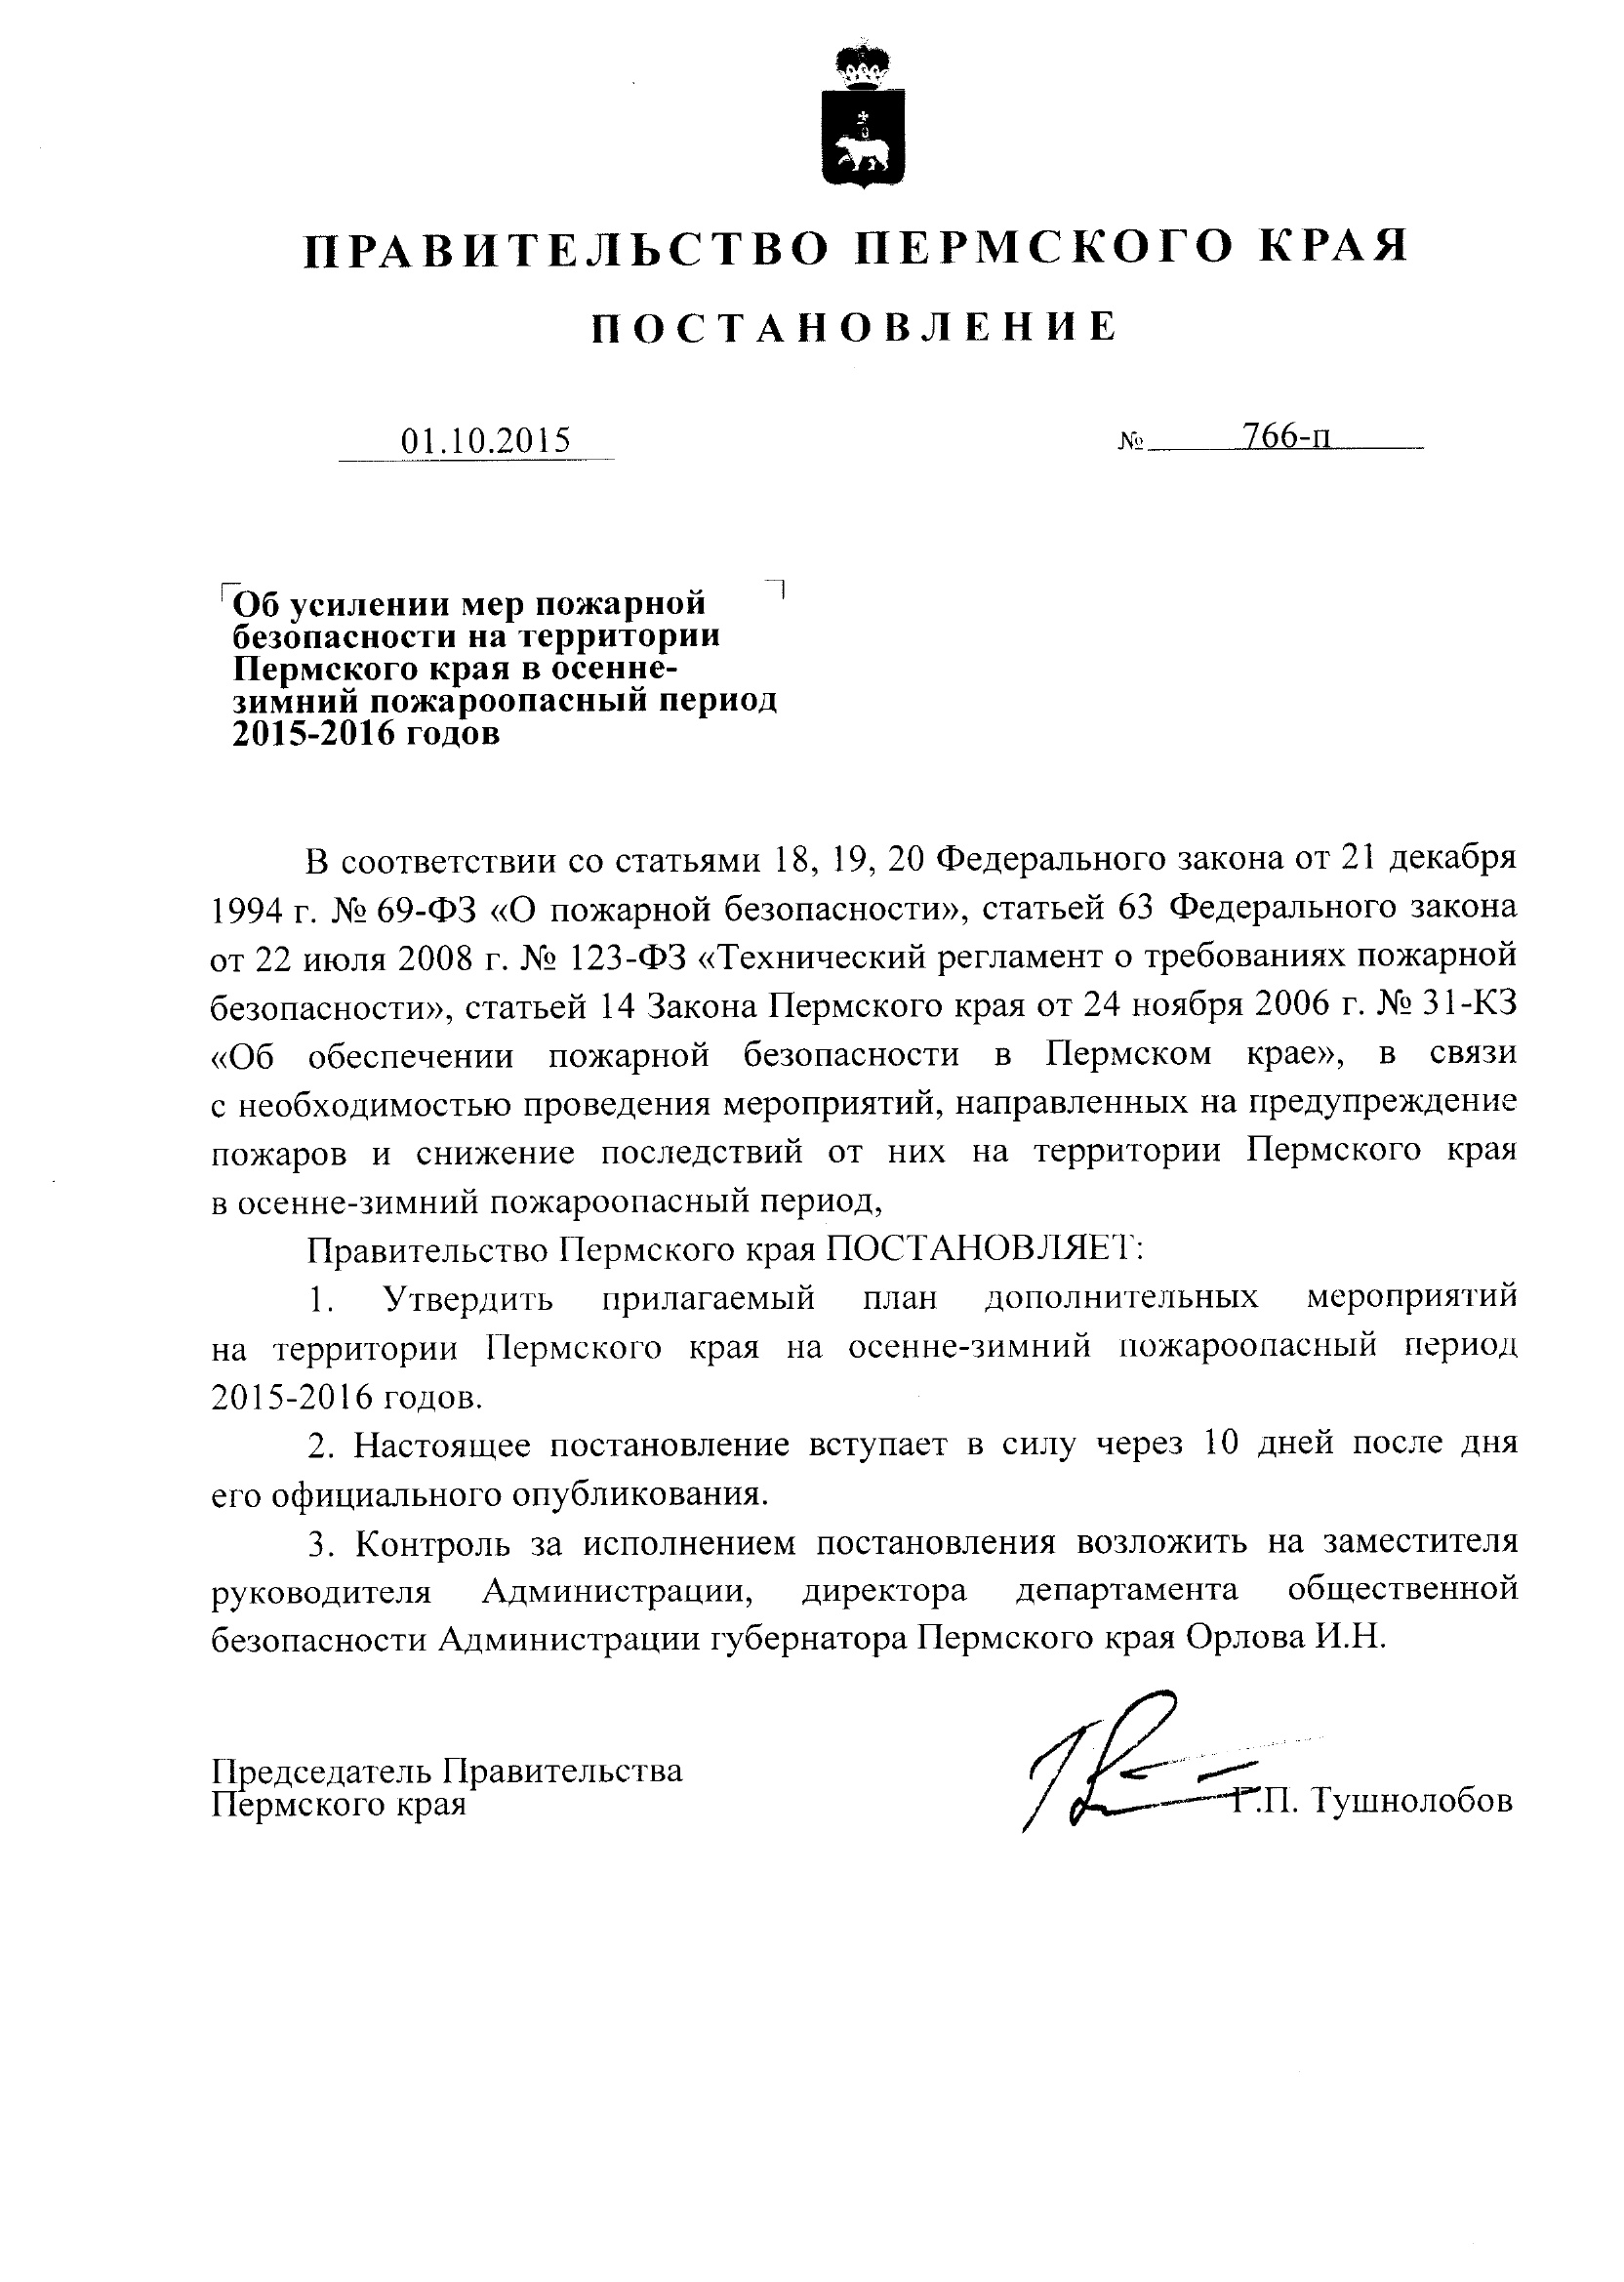 ПРАВИТЕЛЬСТВО ПЕРМСКОГО КРАЯ
ПОСТАНОВЛЕНИЕ
01.10.2015
№ 766-п
Об усилении мер пожарной
безопасности на территории
Пермского края в осенне-
зимний пожароопасный период
2015-2016 годов
В соответствии со статьями 18, 19, 20 Федерального закона от 21 декабря
1994 г. № 69-ФЗ «О пожарной безопасности», статьей 63 Федерального закона
от 22 июля 2008 г. № 123-ФЗ «Технический регламент о требованиях пожарной
безопасности», статьей 14 Закона Пермского края от 24 ноября 2006 г. № 31-КЗ
«Об обеспечении пожарной безопасности в Пермском крае», в связи
с необходимостью проведения мероприятий, направленных на предупреждение
пожаров и снижение последствий от них на территории Пермского края
в осенне-зимний пожароопасный период,
Правительство Пермского края ПОСТАНОВЛЯЕТ:
1. Утвердить прилагаемый план дополнительных мероприятий
на территории Пермского края на осенне-зимний пожароопасный период
2015-2016 годов.
2. Настоящее постановление вступает в силу через 10 дней после дня
его официального опубликования.
3. Контроль за исполнением постановления возложить на заместителя
руководителя Администрации, директора департамента общественной
безопасности Администрации губернатора Пермского края Орлова И.Н.
Председатель Правительства
Пермского края
Г.П. Тушнолобов